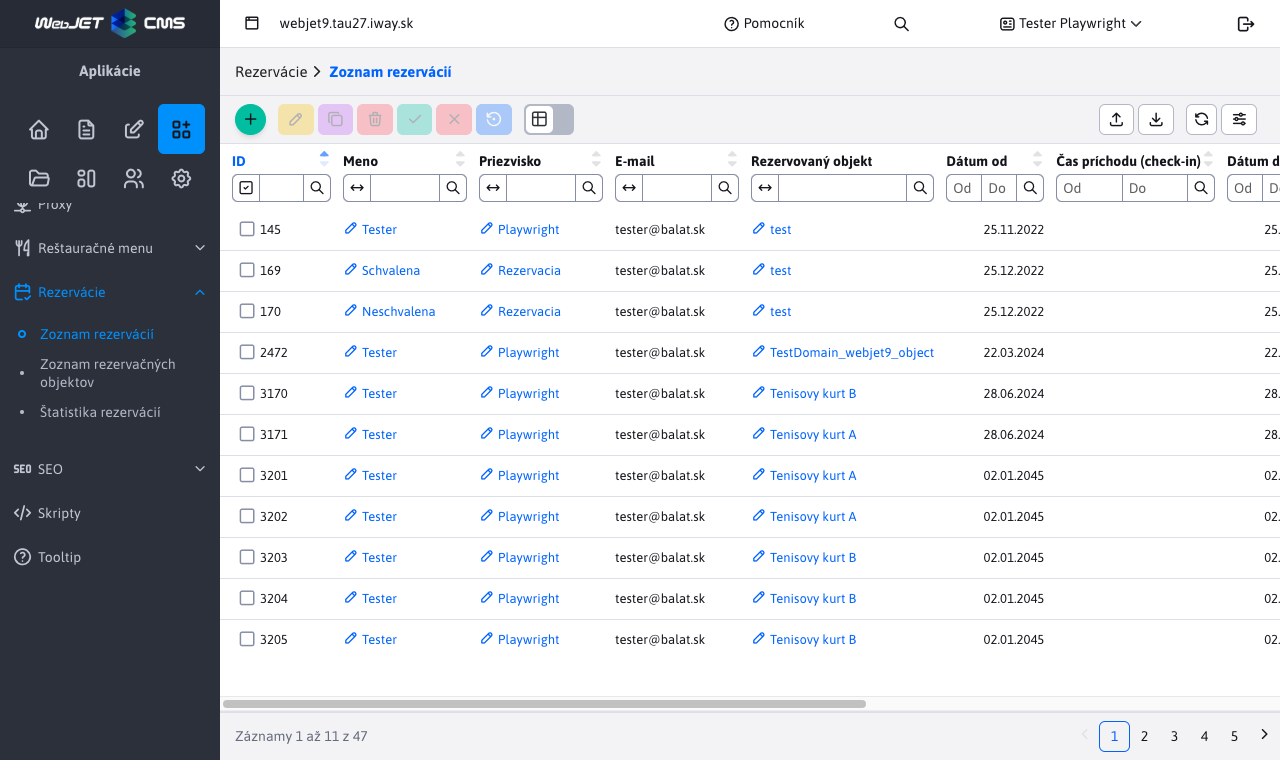 WebJET CMS
webjet9.tau27.iway.sk
Pomocník
Tester Playwright
Aplikácie
Proxy
Reštauračné menu
Rezervácie
Zoznam rezervácií
Zoznam rezervačných
objektov
Štatistika rezervácií
SEO SEO
Skripty
Tooltip
Rezervácie Zoznam rezervácií
ID Meno Priezvisko E-mail Rezervovaný objekt Dátum od Čas príchodu (check-in) Dátum d
Od Do Od Do Od Do
145 Tester Playwright tester@balat.sk test 25.11.2022 25.
169 Schvalena Rezervacia tester@balat.sk test 25.12.2022 25.
170 Neschvalena Rezervacia tester@balat.sk test 25.12.2022 25.
2472 Tester Playwright tester@balat.sk TestDomain_webjet9_object 22.03.2024 22.
3170 Tester Playwright tester@balat.sk Tenisovy kurt B 28.06.2024 28.
3171 Tester Playwright tester@balat.sk Tenisovy kurt A 28.06.2024 28.
3201 Tester Playwright tester@balat.sk Tenisovy kurt A 02.01.2045 02.
3202 Tester Playwright tester@balat.sk Tenisovy kurt A 02.01.2045 02.
3203 Tester Playwright tester@balat.sk Tenisovy kurt B 02.01.2045 02.
3204 Tester Playwright tester@balat.sk Tenisovy kurt B 02.01.2045 02.
3205 Tester Playwright tester@balat.sk Tenisovy kurt B 02.01.2045 02.
Záznamy 1 až 11 z 47
1 2 3 4 5